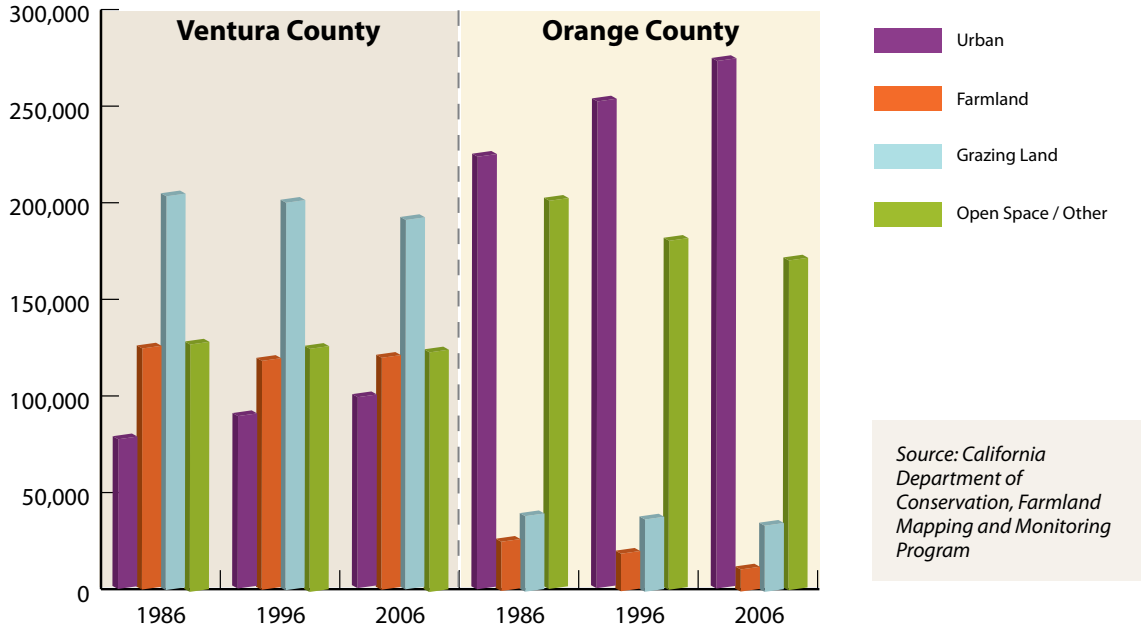 300,000
250,000
200,000
150,000
100,000
50,000
0
Ventura County
Orange County
1986
1996
2006
1986
1996
2006
Urban
Farmland
Grazing Land
Open Space / Other
Source: California
Department of
Conservation, Farmland
Mapping and Monitoring
Program